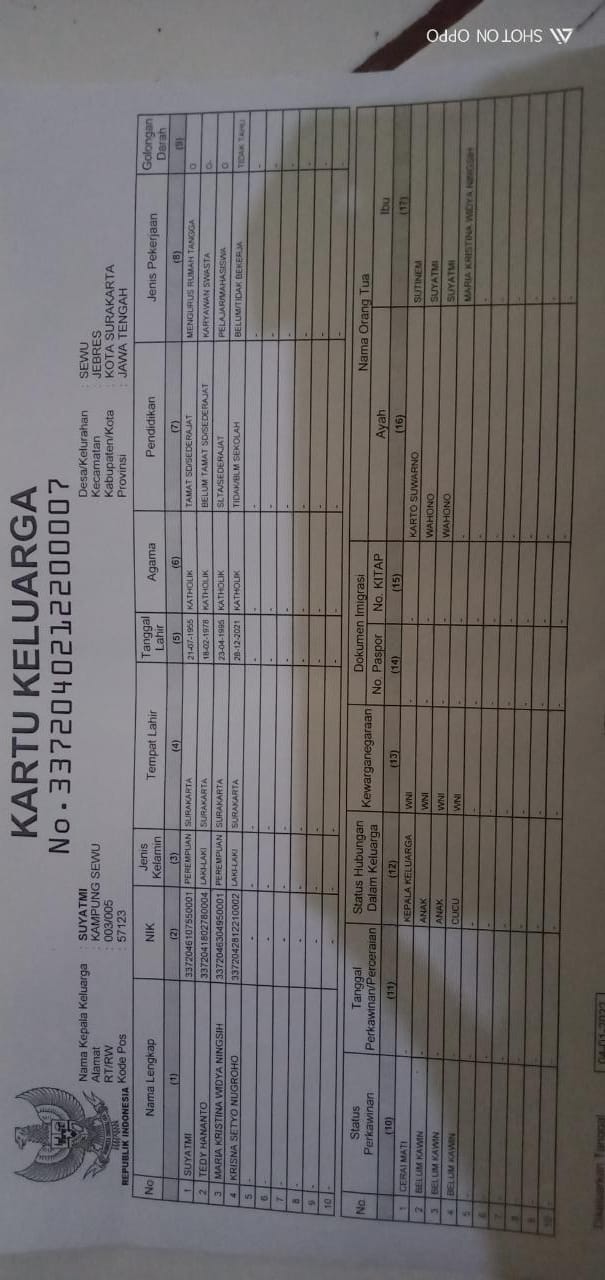 KARTU KELUARGA
No. 3372040212200007
REPUBLIK INDONESIA
Nama Kepala Keluarga : SUYATMI
Alamat : KAMPUNG SEWU
RT/RW : 003/005
Kode Pos : 57123
Desa/Kelurahan : SEWU
Kecamatan : JEBRES
Kabupaten/Kota : KOTA SURAKARTA
Provinsi : JAWA TENGAH
No Nama Lengkap NIK Jenis Kelamin Tempat Lahir Tanggal Lahir Agama Pendidikan Jenis Pekerjaan Golongan Darah
(1) (2) (3) (4) (5) (6) (7) (8) (9)
1 SUYATMI 3372046107550001 PEREMPUAN SURAKARTA 21-07-1955 KATHOLIK TAMAT SD/SEDERAJAT MENGURUS RUMAH TANGGA O
2 TEDY HANANTO 3372041802780004 LAKI-LAKI SURAKARTA 18-02-1978 KATHOLIK BELUM TAMAT SD/SEDERAJAT KARYAWAN SWASTA O
3 MARIA KRISTINA WIDYA NINGSIH 3372046304950001 PEREMPUAN SURAKARTA 23-04-1995 KATHOLIK SLTA/SEDERAJAT PELAJAR/MAHASISWA O
4 KRISNA SETYO NUGROHO 3372042812210002 LAKI-LAKI SURAKARTA 28-12-2021 KATHOLIK TIDAK/BLM SEKOLAH BELUM/TIDAK BEKERJA TIDAK TAHU
5 - - - - - - - - -
6 - - - - - - - - -
7 - - - - - - - - -
8 - - - - - - - - -
9 - - - - - - - - -
10 - - - - - - - - -
No. Status Perkawinan Tanggal Perkawinan/Perceraian Status Hubungan Dalam Keluarga Kewarganegaraan Dokumen Imigrasi Nama Orang Tua
No. Paspor No. KITAP Ayah Ibu
(10) (11) (12) (13) (14) (15) (16) (17)
1 CERAI MATI - KEPALA KELUARGA WNI - - KARTO SUWARNO SUTINEM
2 BELUM KAWIN - ANAK WNI - - WAHONO SUYATMI
3 BELUM KAWIN - ANAK WNI - - WAHONO SUYATMI
4 BELUM KAWIN - CUCU WNI - - - MARIA KRISTINA WIDYA NINGSIH
5 - - - - - - - -
6 - - - - - - - -
7 - - - - - - - -
8 - - - - - - - -
9 - - - - - - - -
10 - - - - - - - -
Dikeluarkan Tanggal 04-01-2022
SHOT ON OPPO